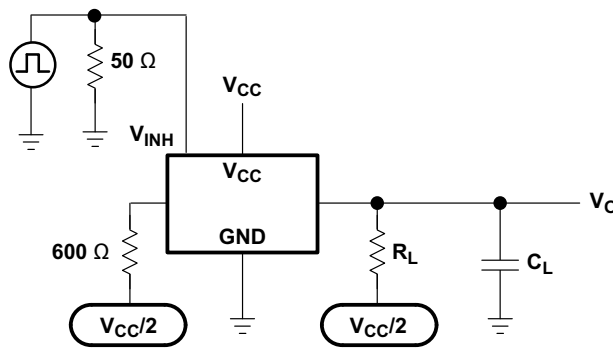 50 Ω
VCC
VINH
VCC
GND
600 Ω
RL
CL
VCC/2
VCC/2